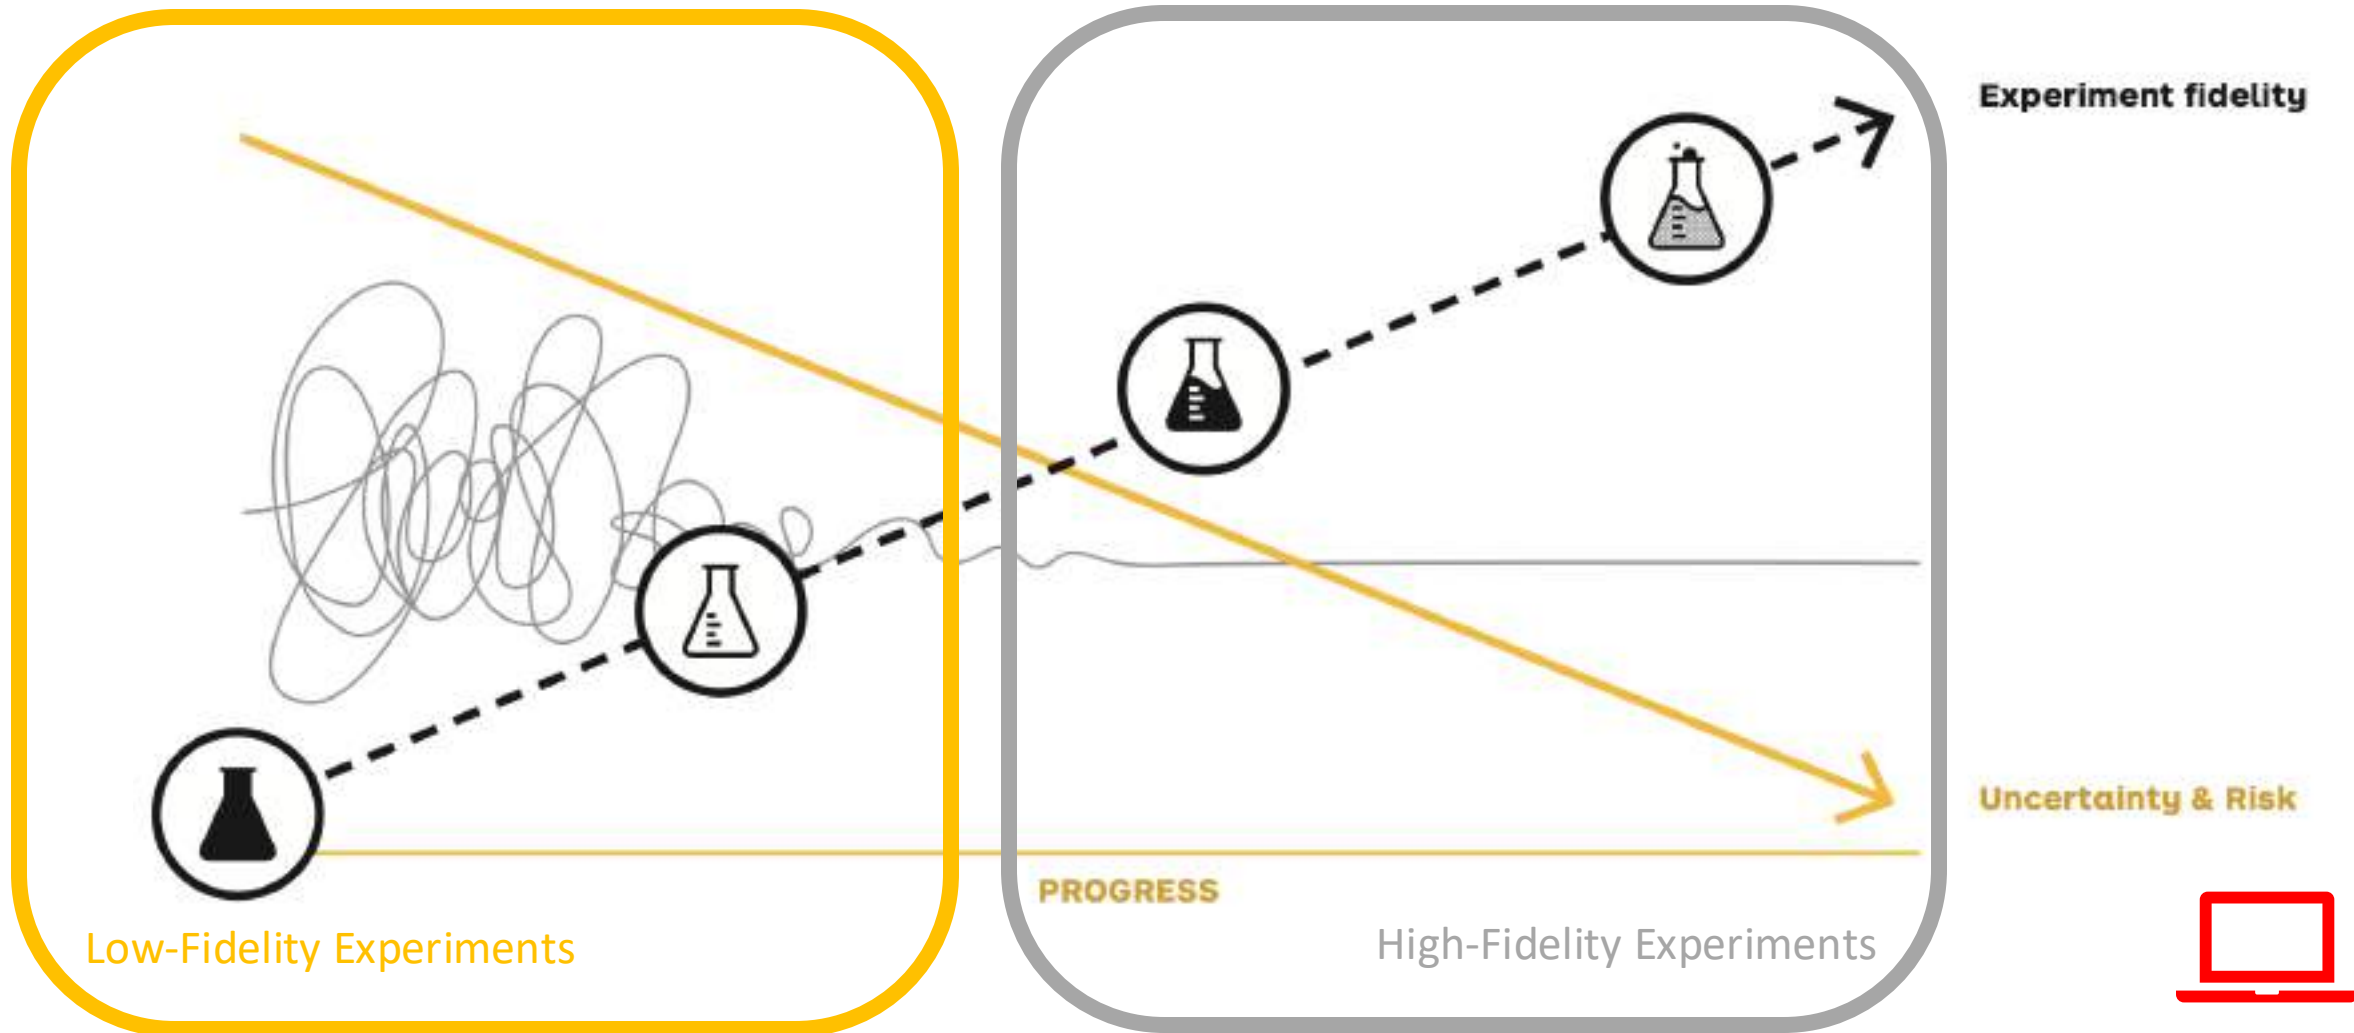 Experiment fidelity
Uncertainty & Risk
PROGRESS
Low-Fidelity Experiments
High-Fidelity Experiments